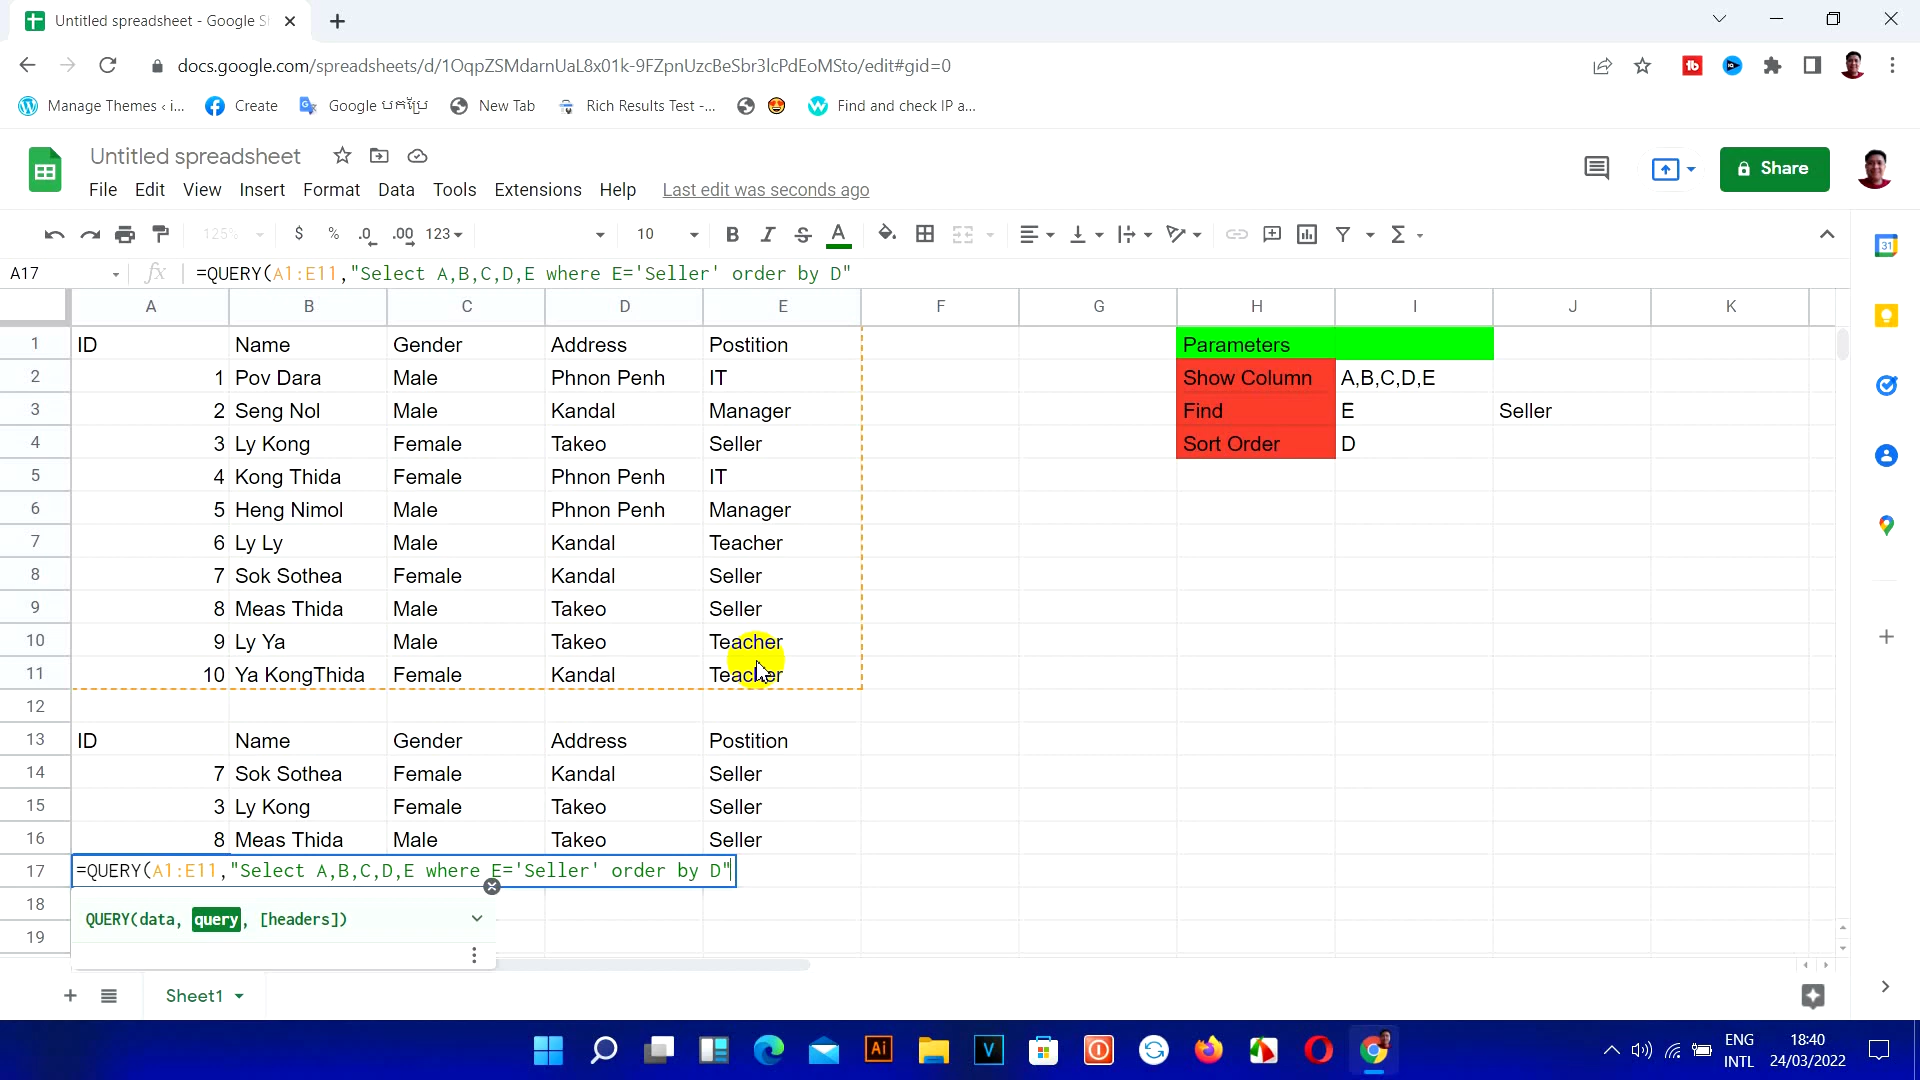 Untitled spreadsheet - Google S
docs.google.com/spreadsheets/d/1OqpZSMdarnUaL8x01k-9FZpnUzcBeSbr3lcPdEoMSto/edit#gid=0
Manage Themes ‹ i... Create Google បកប្រែ New Tab Rich Results Test -... Find and check IP a...
Untitled spreadsheet
File Edit View Insert Format Data Tools Extensions Help Last edit was seconds ago
Share
125% $ % .0 .00 123 10 B I S A
A17 fx =QUERY(A1:E11,"Select A,B,C,D,E where E='Seller' order by D"
A B C D E F G H I J K
1 ID Name Gender Address Postition Parameters
2 1 Pov Dara Male Phnon Penh IT Show Column A,B,C,D,E
3 2 Seng Nol Male Kandal Manager Find E Seller
4 3 Ly Kong Female Takeo Seller Sort Order D
5 4 Kong Thida Female Phnon Penh IT
6 5 Heng Nimol Male Phnon Penh Manager
7 6 Ly Ly Male Kandal Teacher
8 7 Sok Sothea Female Kandal Seller
9 8 Meas Thida Male Takeo Seller
10 9 Ly Ya Male Takeo Teacher
11 10 Ya KongThida Female Kandal Teacher
12
13 ID Name Gender Address Postition
14 7 Sok Sothea Female Kandal Seller
15 3 Ly Kong Female Takeo Seller
16 8 Meas Thida Male Takeo Seller
17 =QUERY(A1:E11,"Select A,B,C,D,E where E='Seller' order by D"
18
QUERY(data, query, [headers])
19
Sheet1
ENG 18:40
INTL 24/03/2022